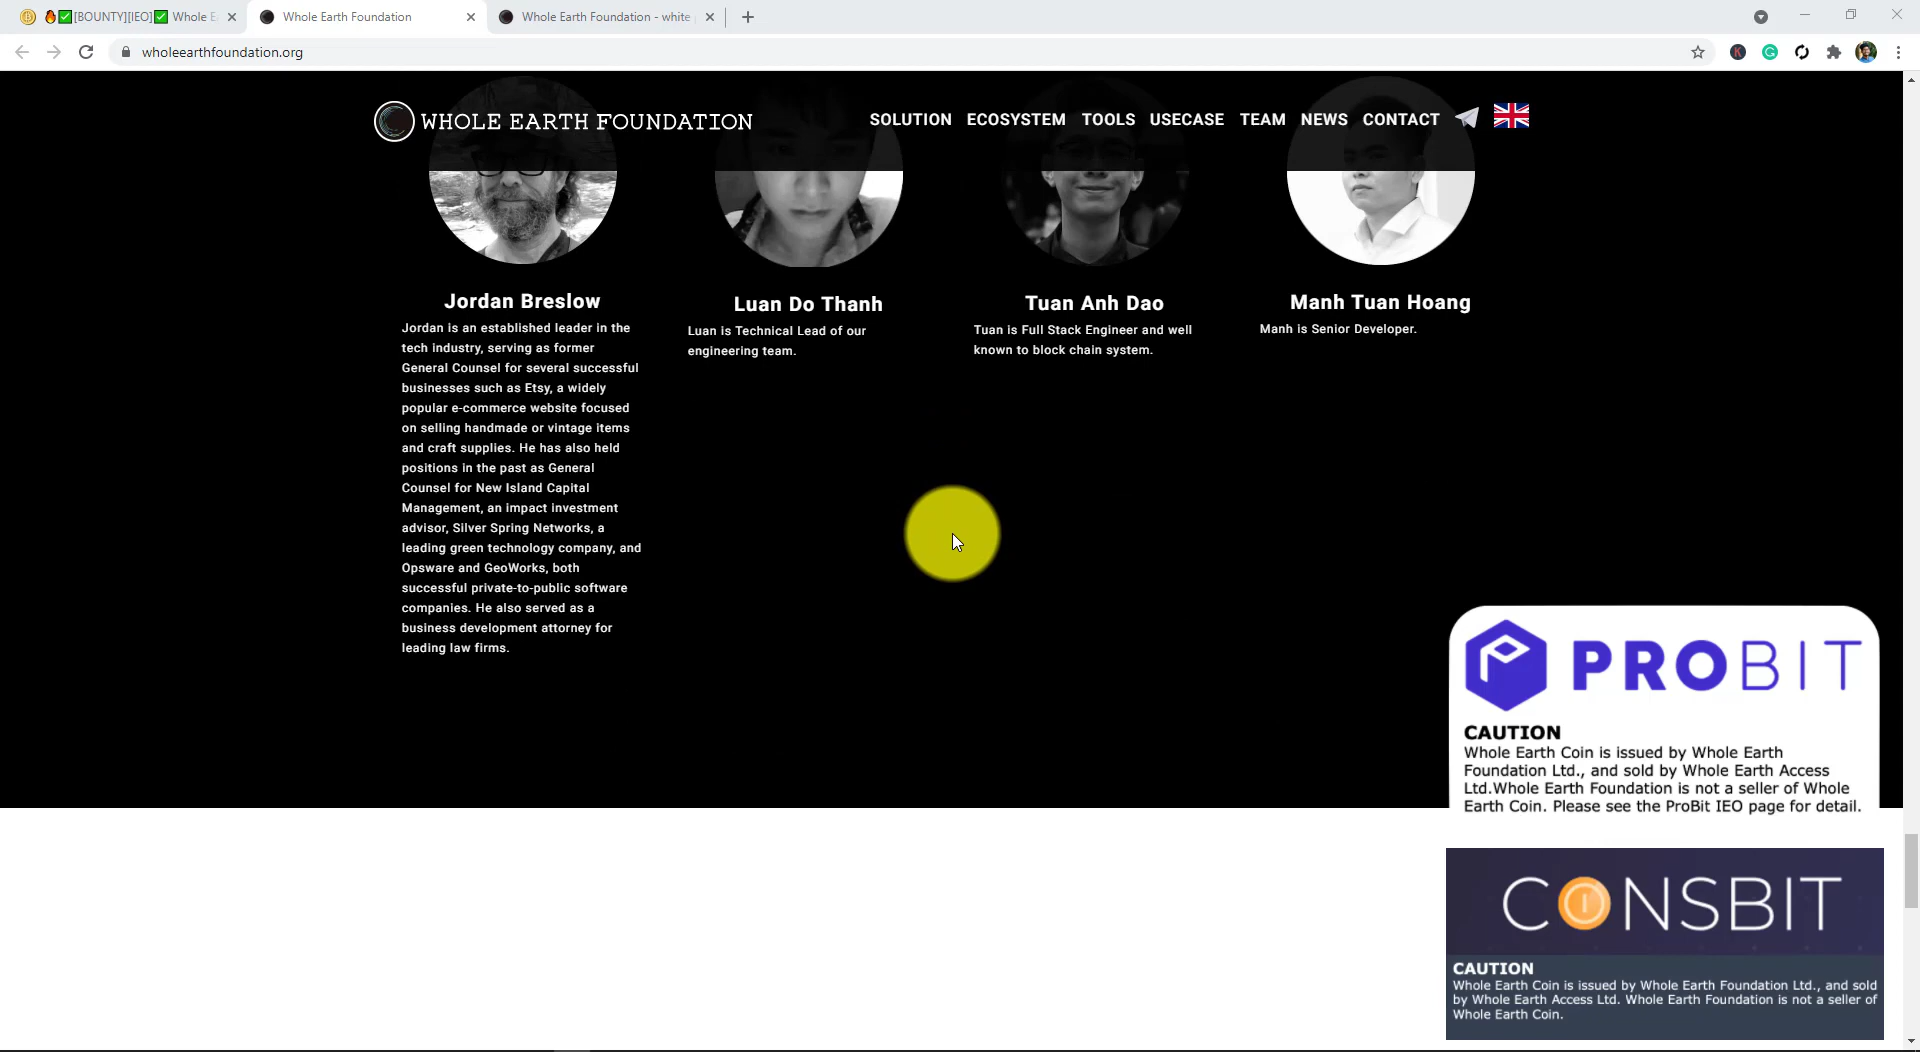 [BOUNTY][IEO] Whole E
Whole Earth Foundation
Whole Earth Foundation - white
wholeearthfoundation.org
WHOLE EARTH FOUNDATION
SOLUTION ECOSYSTEM TOOLS USECASE TEAM NEWS CONTACT
Jordan Breslow
Jordan is an established leader in the
tech industry, serving as former
General Counsel for several successful
businesses such as Etsy, a widely
popular e-commerce website focused
on selling handmade or vintage items
and craft supplies. He has also held
positions in the past as General
Counsel for New Island Capital
Management, an impact investment
advisor, Silver Spring Networks, a
leading green technology company, and
Opsware and GeoWorks, both
successful private-to-public software
companies. He also served as a
business development attorney for
leading law firms.
Luan Do Thanh
Luan is Technical Lead of our
engineering team.
Tuan Anh Dao
Tuan is Full Stack Engineer and well
known to block chain system.
Manh Tuan Hoang
Manh is Senior Developer.
PROBIT
CAUTION
Whole Earth Coin is issued by Whole Earth
Foundation Ltd., and sold by Whole Earth Access
Ltd.Whole Earth Foundation is not a seller of Whole
Earth Coin. Please see the ProBit IEO page for detail.
COINSBIT
CAUTION
Whole Earth Coin is issued by Whole Earth Foundation Ltd., and sold
by Whole Earth Access Ltd. Whole Earth Foundation is not a seller of
Whole Earth Coin.